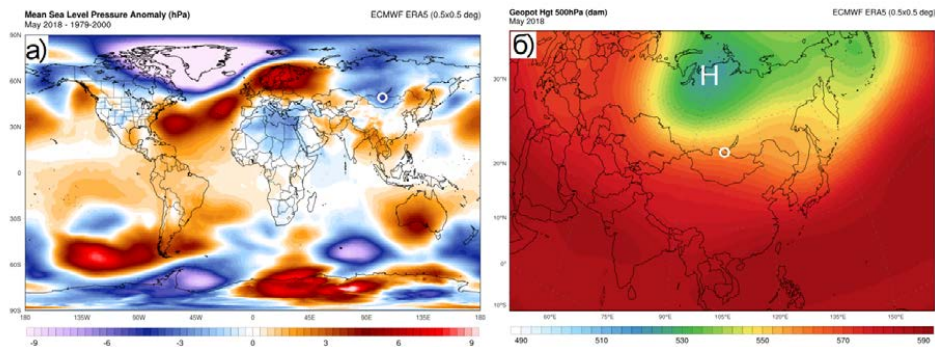 Mean Sea Level Pressure Anomaly (hPa)
May 2018 - 1979-2000
ECMWF ERA5 (0.5x0.5 deg)
а)
90N
60N
30N
0
30S
60S
90S
180 135W 90W 45W 0 45E 90E 135E 180
-9 -6 -3 0 3 6 9
Geopot Hgt 500hPa (dam)
May 2018
ECMWF ERA5 (0.5x0.5 deg)
б)
Н
30°N
20°N
10°N
0°
10°S
60°E 75°E 90°E 105°E 120°E 135°E 150°E
490 510 530 550 570 590